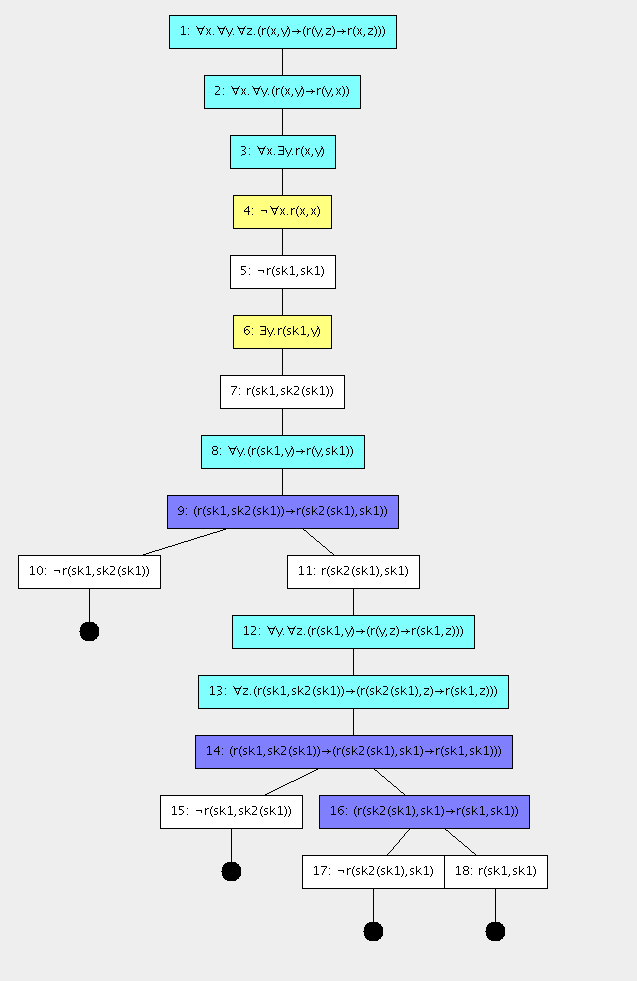 1: ∀x.∀y.∀z.(r(x,y)→(r(y,z)→r(x,z)))
2: ∀x.∀y.(r(x,y)→r(y,x))
3: ∀x.∃y.r(x,y)
4: ¬∀x.r(x,x)
5: ¬r(sk1,sk1)
6: ∃y.r(sk1,y)
7: r(sk1,sk2(sk1))
8: ∀y.(r(sk1,y)→r(y,sk1))
9: (r(sk1,sk2(sk1))→r(sk2(sk1),sk1))
10: ¬r(sk1,sk2(sk1))
11: r(sk2(sk1),sk1)
12: ∀y.∀z.(r(sk1,y)→(r(y,z)→r(sk1,z)))
13: ∀z.(r(sk1,sk2(sk1))→(r(sk2(sk1),z)→r(sk1,z)))
14: (r(sk1,sk2(sk1))→(r(sk2(sk1),sk1)→r(sk1,sk1)))
15: ¬r(sk1,sk2(sk1))
16: (r(sk2(sk1),sk1)→r(sk1,sk1))
17: ¬r(sk2(sk1),sk1)
18: r(sk1,sk1)